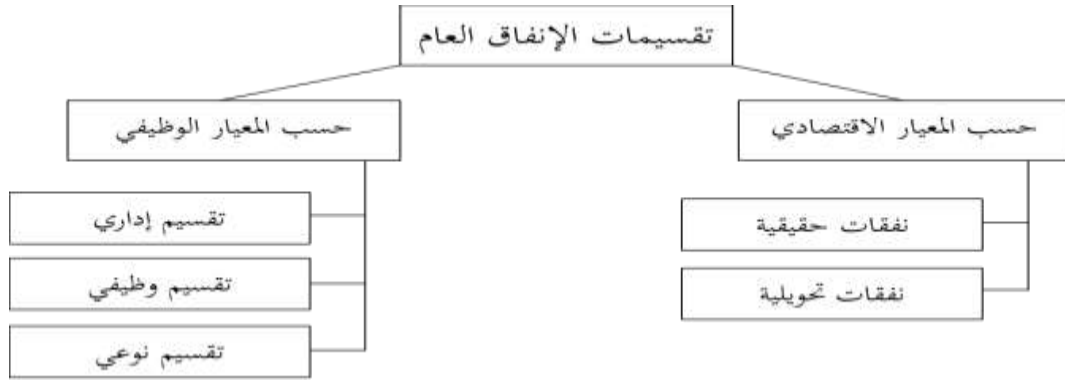 تقسيمات الإنفاق العام
حسب المعيار الاقتصادي
نفقات حقيقية
نفقات تحويلية
حسب المعيار الوظيفي
تقسيم إداري
تقسيم وظيفي
تقسيم نوعي